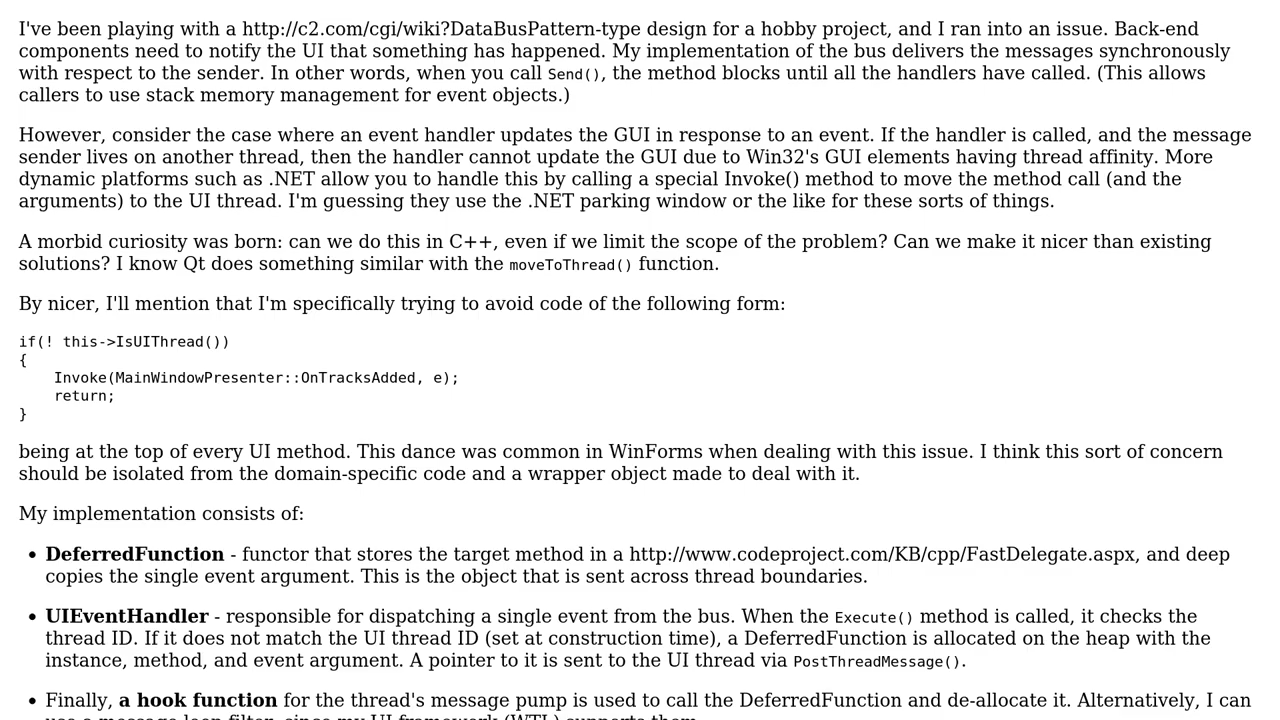 I've been playing with a http://c2.com/cgi/wiki?DataBusPattern-type design for a hobby project, and I ran into an issue. Back-end
components need to notify the UI that something has happened. My implementation of the bus delivers the messages synchronously
with respect to the sender. In other words, when you call Send(), the method blocks until all the handlers have called. (This allows
callers to use stack memory management for event objects.)
However, consider the case where an event handler updates the GUI in response to an event. If the handler is called, and the message
sender lives on another thread, then the handler cannot update the GUI due to Win32's GUI elements having thread affinity. More
dynamic platforms such as .NET allow you to handle this by calling a special Invoke() method to move the method call (and the
arguments) to the UI thread. I'm guessing they use the .NET parking window or the like for these sorts of things.
A morbid curiosity was born: can we do this in C++, even if we limit the scope of the problem? Can we make it nicer than existing
solutions? I know Qt does something similar with the moveToThread() function.
By nicer, I'll mention that I'm specifically trying to avoid code of the following form:
if(! this->IsUIThread())
{
    Invoke(MainWindowPresenter::OnTracksAdded, e);
    return;
}
being at the top of every UI method. This dance was common in WinForms when dealing with this issue. I think this sort of concern
should be isolated from the domain-specific code and a wrapper object made to deal with it.
My implementation consists of:
• DeferredFunction - functor that stores the target method in a http://www.codeproject.com/KB/cpp/FastDelegate.aspx, and deep
copies the single event argument. This is the object that is sent across thread boundaries.
• UIEventHandler - responsible for dispatching a single event from the bus. When the Execute() method is called, it checks the
thread ID. If it does not match the UI thread ID (set at construction time), a DeferredFunction is allocated on the heap with the
instance, method, and event argument. A pointer to it is sent to the UI thread via PostThreadMessage().
• Finally, a hook function for the thread's message pump is used to call the DeferredFunction and de-allocate it. Alternatively, I can
use a message loop filter, since my UI framework (WTL) supports them.